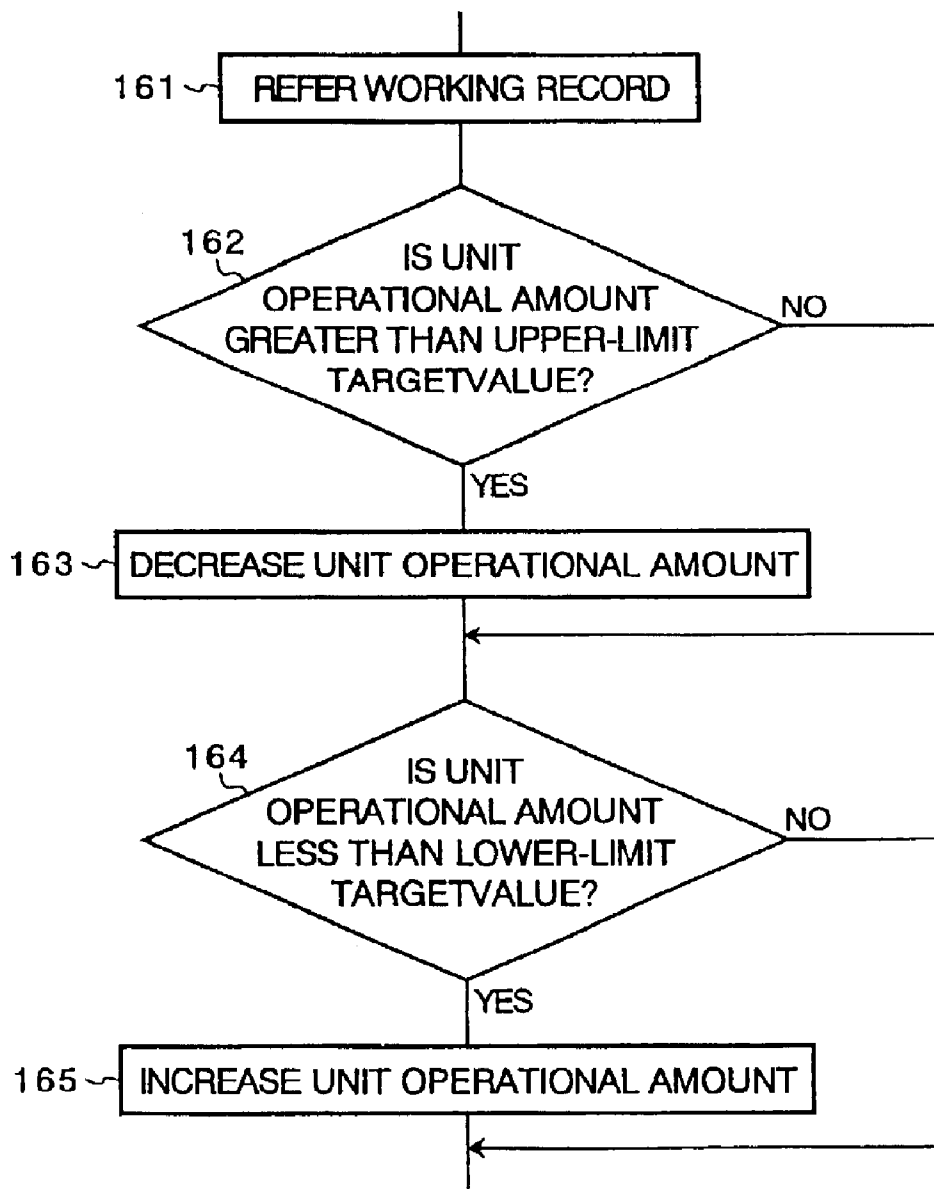 161
REFER WORKING RECORD
162
IS UNIT
OPERATIONAL AMOUNT
GREATER THAN UPPER-LIMIT
TARGETVALUE?
NO
YES
163
DECREASE UNIT OPERATIONAL AMOUNT
164
IS UNIT
OPERATIONAL AMOUNT
LESS THAN LOWER-LIMIT
TARGETVALUE?
NO
YES
165
INCREASE UNIT OPERATIONAL AMOUNT